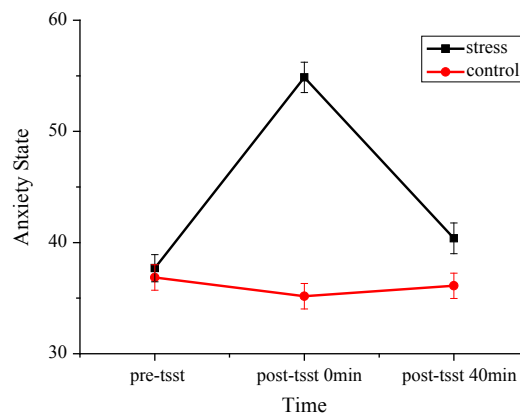 60
stress
control
50
Anxiety State
40
30
pre-tsst post-tsst 0min post-tsst 40min
Time